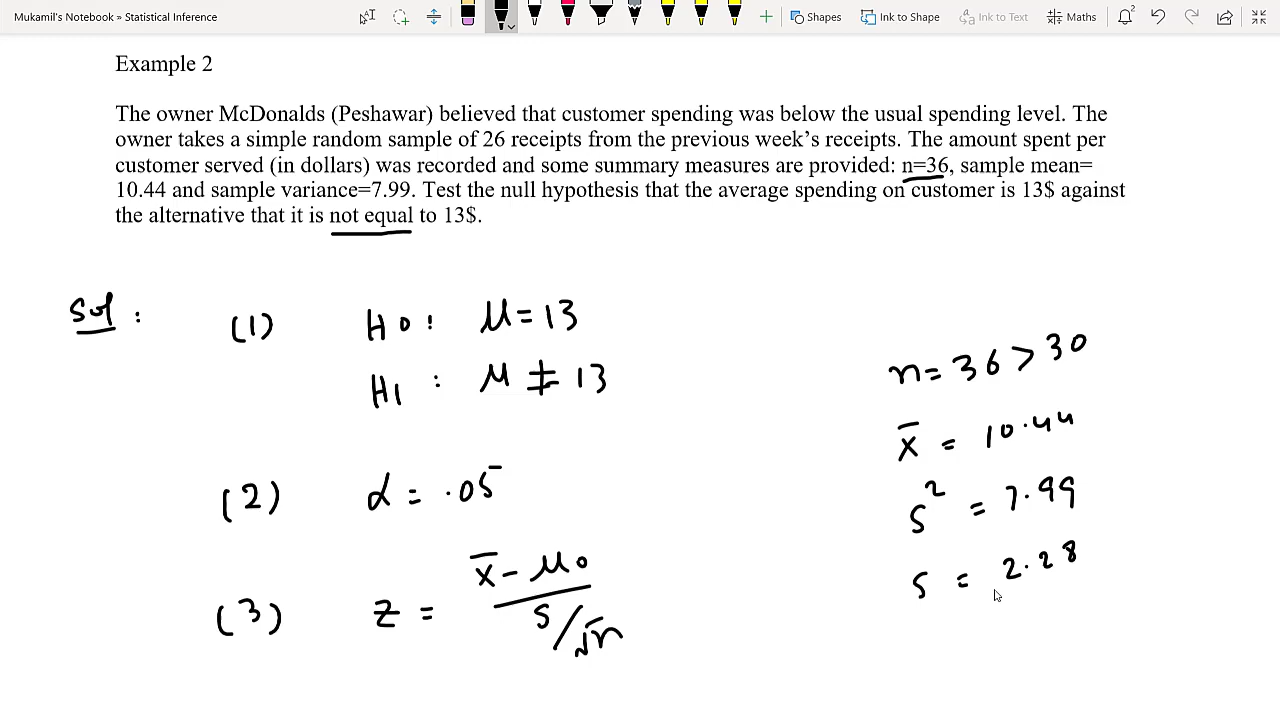 Mukamil's Notebook » Statistical Inference
Shapes Ink to Shape Ink to Text Maths
Example 2
The owner McDonalds (Peshawar) believed that customer spending was below the usual spending level. The
owner takes a simple random sample of 26 receipts from the previous week's receipts. The amount spent per
customer served (in dollars) was recorded and some summary measures are provided: n=36, sample mean=
10.44 and sample variance=7.99. Test the null hypothesis that the average spending on customer is 13$ against
the alternative that it is not equal to 13$.
Sol :
(1) H0: μ = 13
H1 : μ ≠ 13
(2) α = .05
(3) Z = (x̄ - μ0) / (s/√n)
n = 36 > 30
x̄ = 10.44
s² = 7.99
s = 2.28